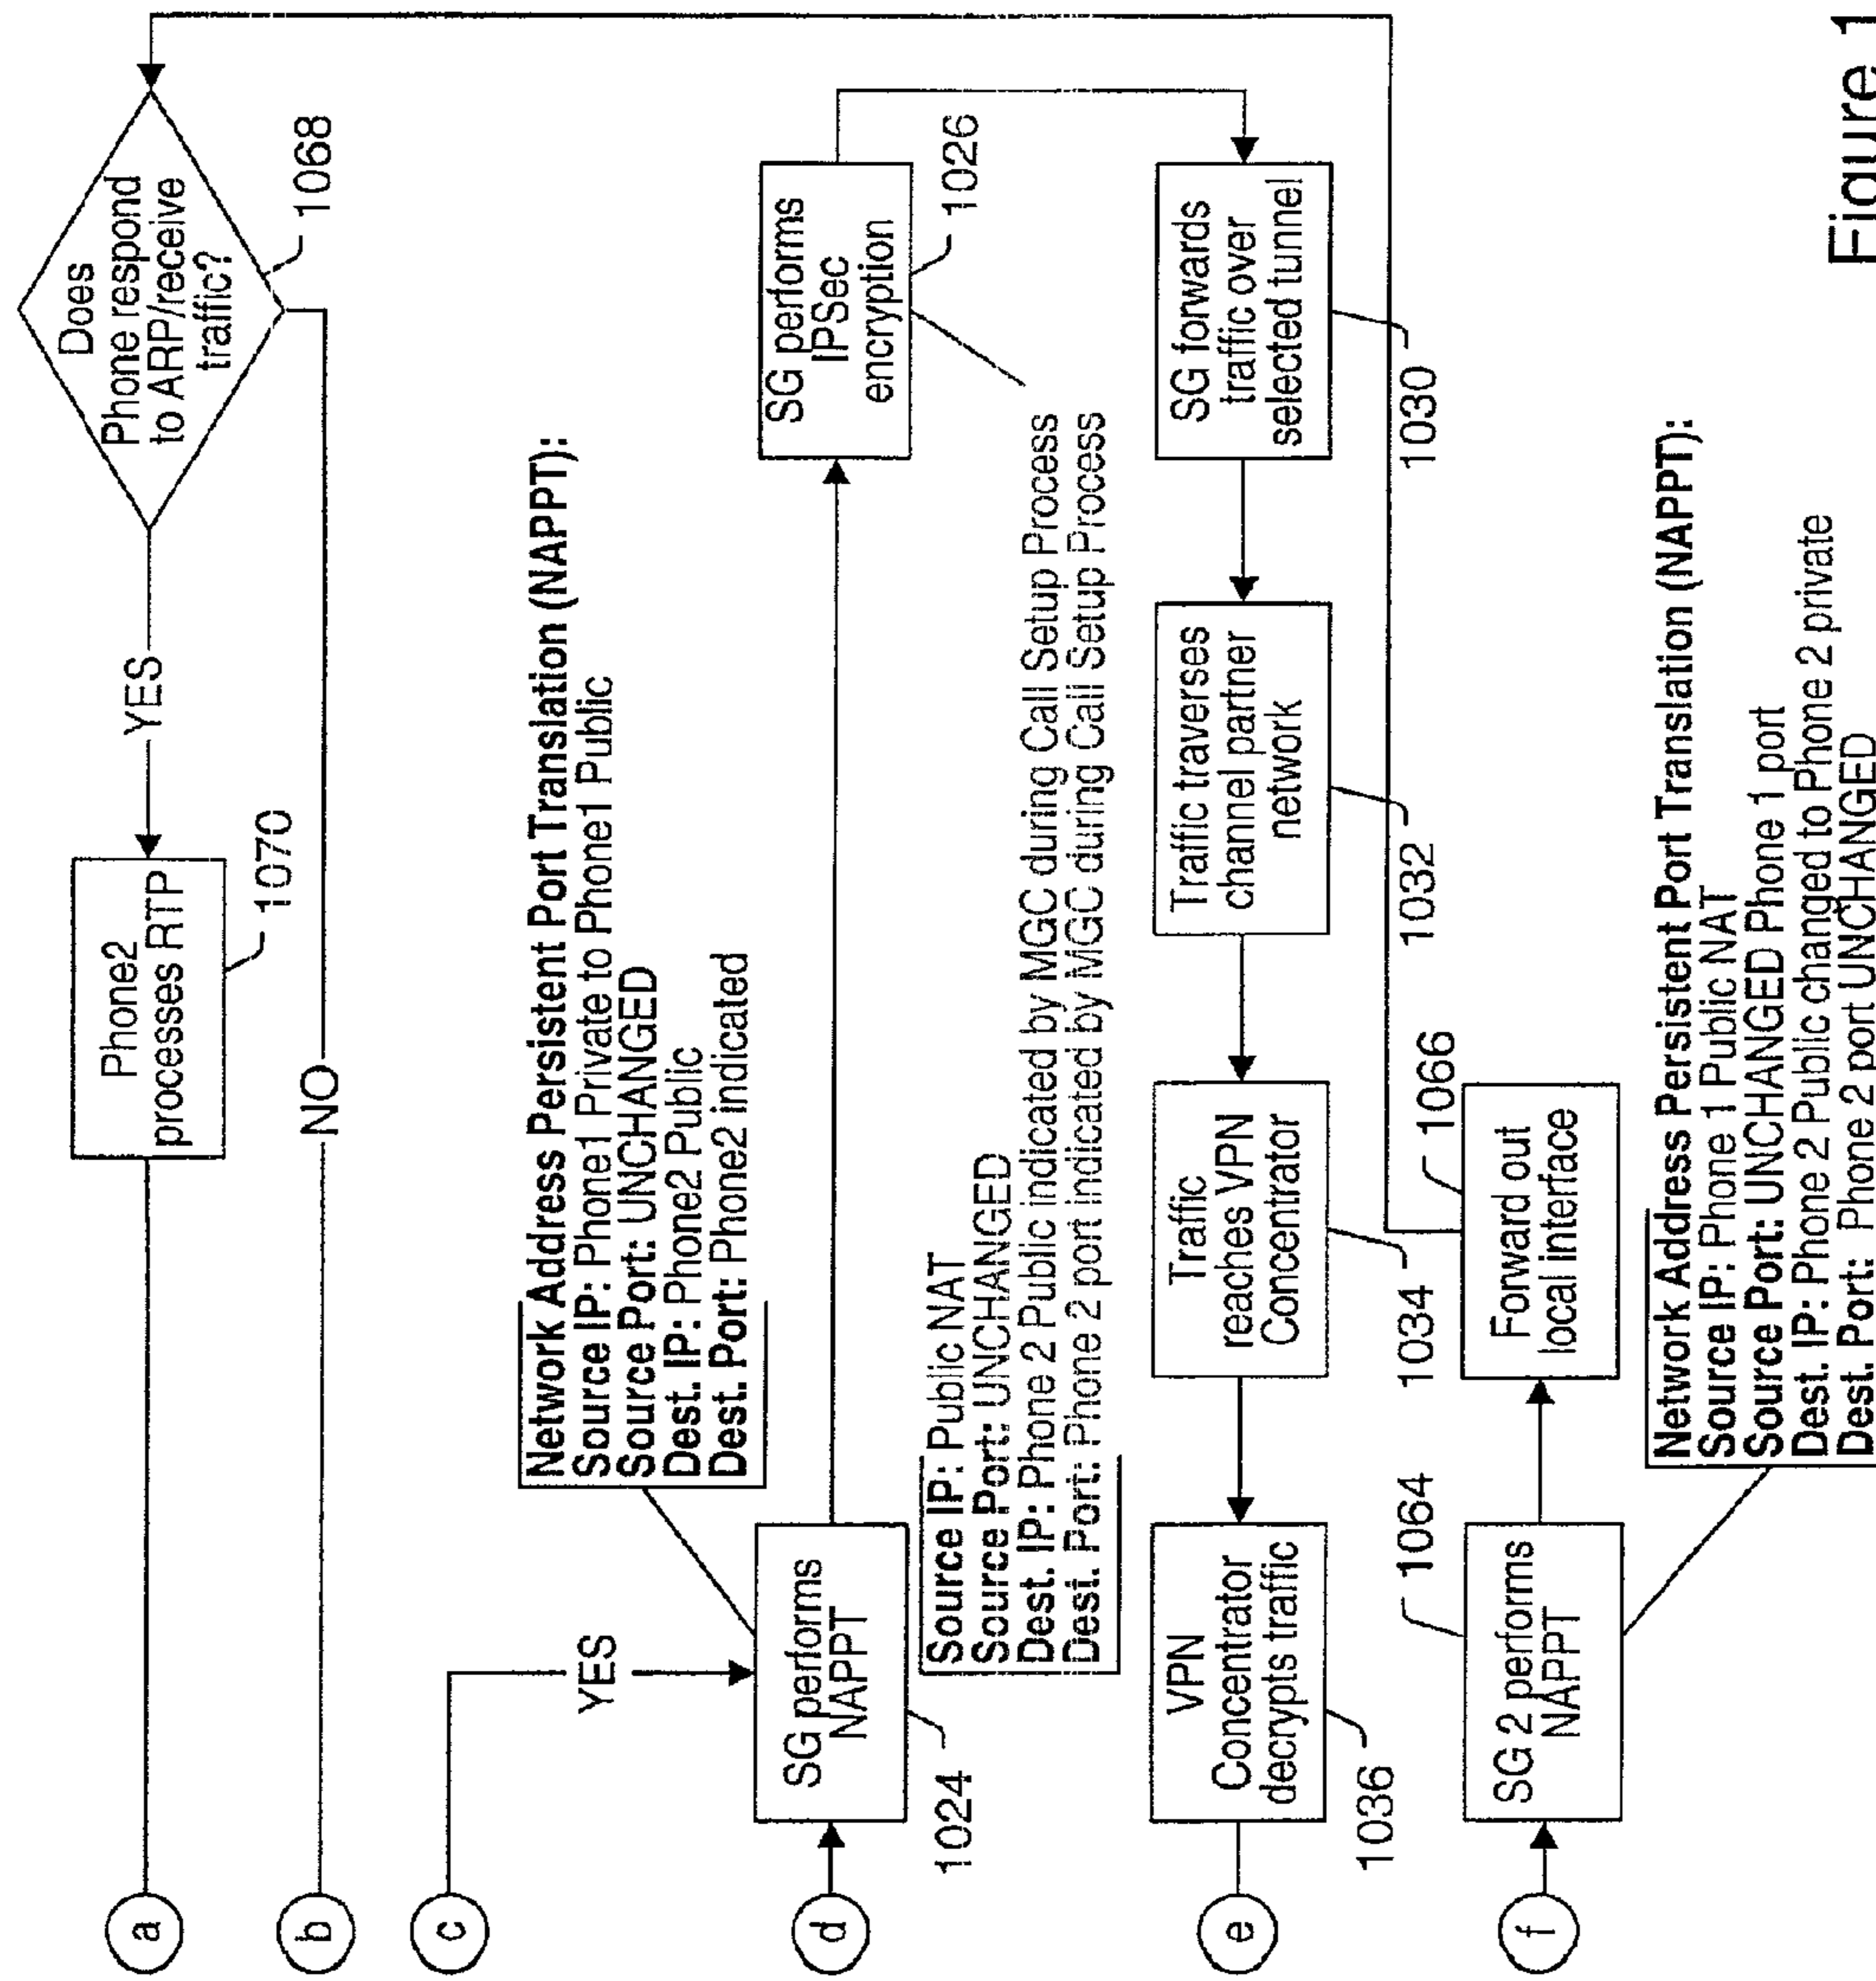 a
Phone2
processes RTP
1070
YES
Does
Phone respond
to ARP/receive
traffic?
1068
b
NO
c
YES
Network Address Persistent Port Translation (NAPPT):
Source IP: Phone1 Private to Phone1 Public
Source Port: UNCHANGED
Dest. IP: Phone2 Public
Dest. Port: Phone2 indicated
d
SG performs
NAPPT
1024
SG performs
IPSec
encryption
1026
Source IP: Public NAT
Source Port: UNCHANGED
Dest. IP: Phone 2 Public indicated by MGC during Call Setup Process
Dest. Port: Phone 2 port indicated by MGC during Call Setup Process
e
VPN
Concentrator
decrypts traffic
1036
Traffic
reaches VPN
Concentrator
1034
Traffic traverses
channel partner
network
1032
SG forwards
traffic over
selected tunnel
1030
f
SG 2 performs
NAPPT
1064
Forward out
local interface
1066
Network Address Persistent Port Translation (NAPPT):
Source IP: Phone 1 Public NAT
Source Port: UNCHANGED Phone 1 port
Dest. IP: Phone 2 Public changed to Phone 2 private
Dest. Port: Phone 2 port UNCHANGED
Figure 1